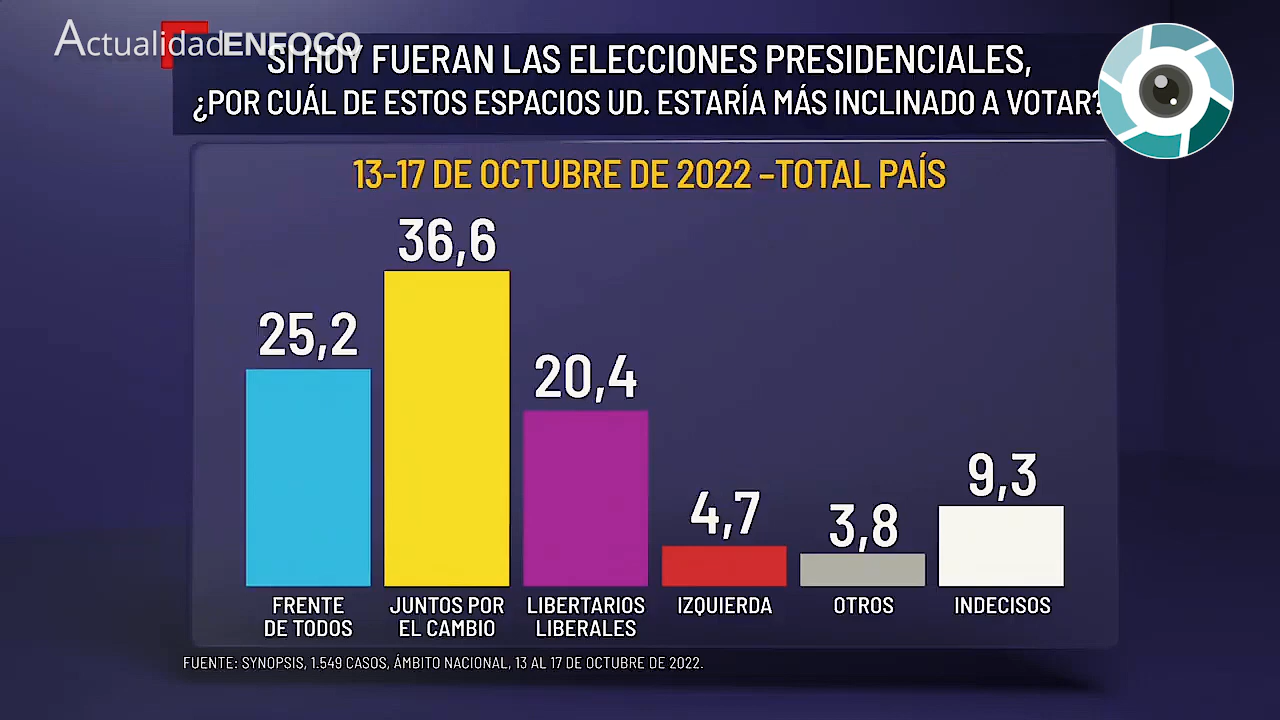 Actualidad ENFOCO
SI HOY FUERAN LAS ELECCIONES PRESIDENCIALES,
¿POR CUÁL DE ESTOS ESPACIOS UD. ESTARÍA MÁS INCLINADO A VOTAR?
13-17 DE OCTUBRE DE 2022 –TOTAL PAÍS
25,2
36,6
20,4
4,7
3,8
9,3
FRENTE
DE TODOS
JUNTOS POR
EL CAMBIO
LIBERTARIOS
LIBERALES
IZQUIERDA
OTROS
INDECISOS
FUENTE: SYNOPSIS, 1.549 CASOS, ÁMBITO NACIONAL, 13 AL 17 DE OCTUBRE DE 2022.